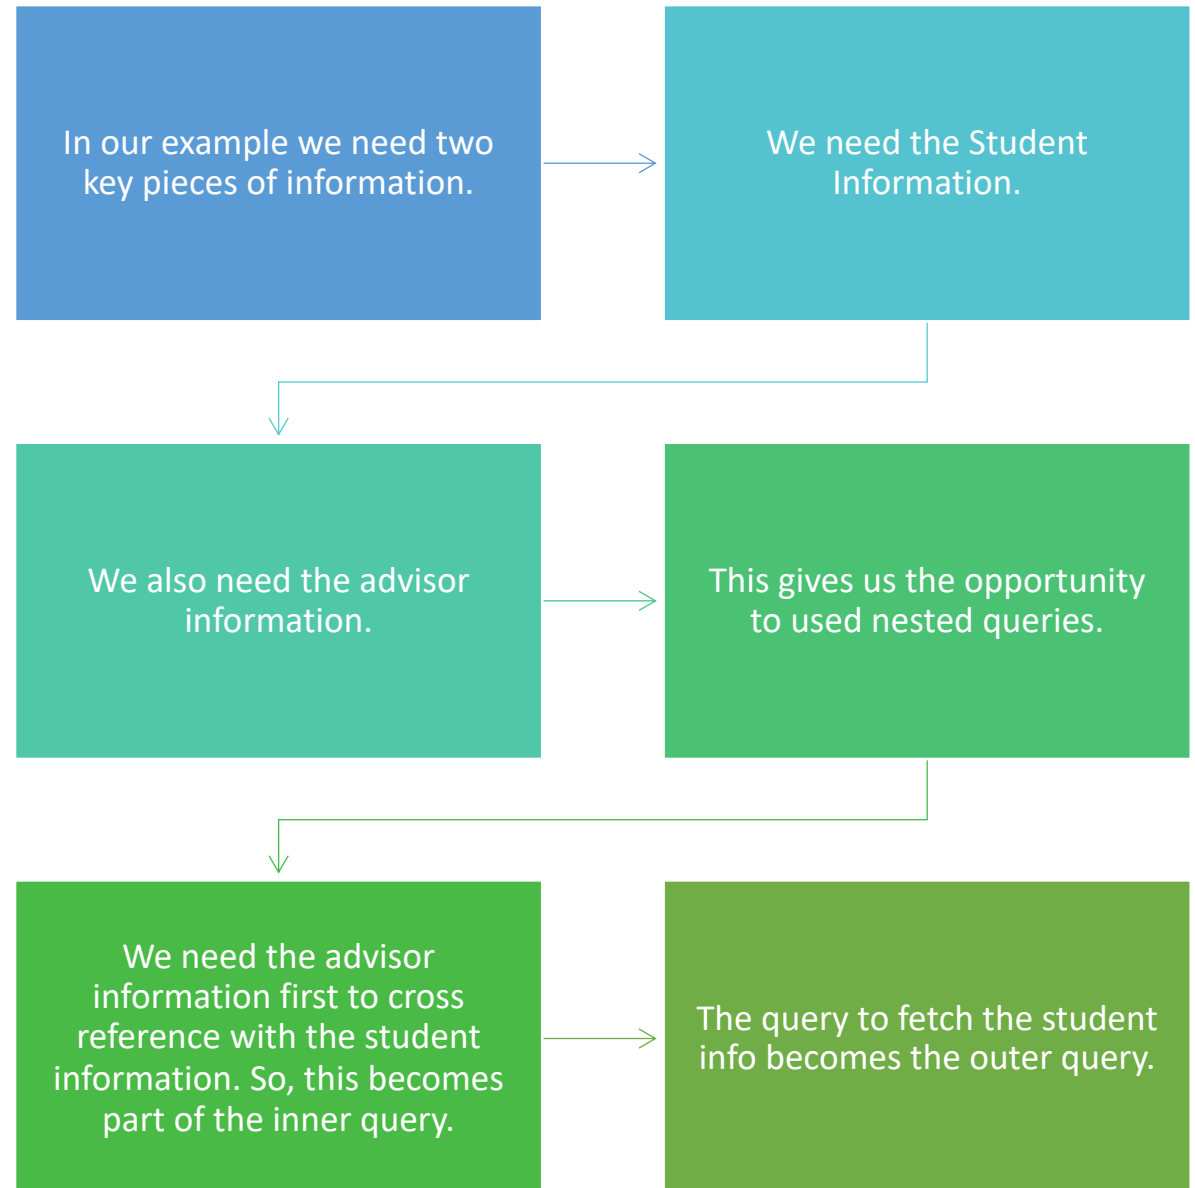 In our example we need two
key pieces of information.
We need the Student
Information.
We also need the advisor
information.
This gives us the opportunity
to used nested queries.
We need the advisor
information first to cross
reference with the student
information. So, this becomes
part of the inner query.
The query to fetch the student
info becomes the outer query.